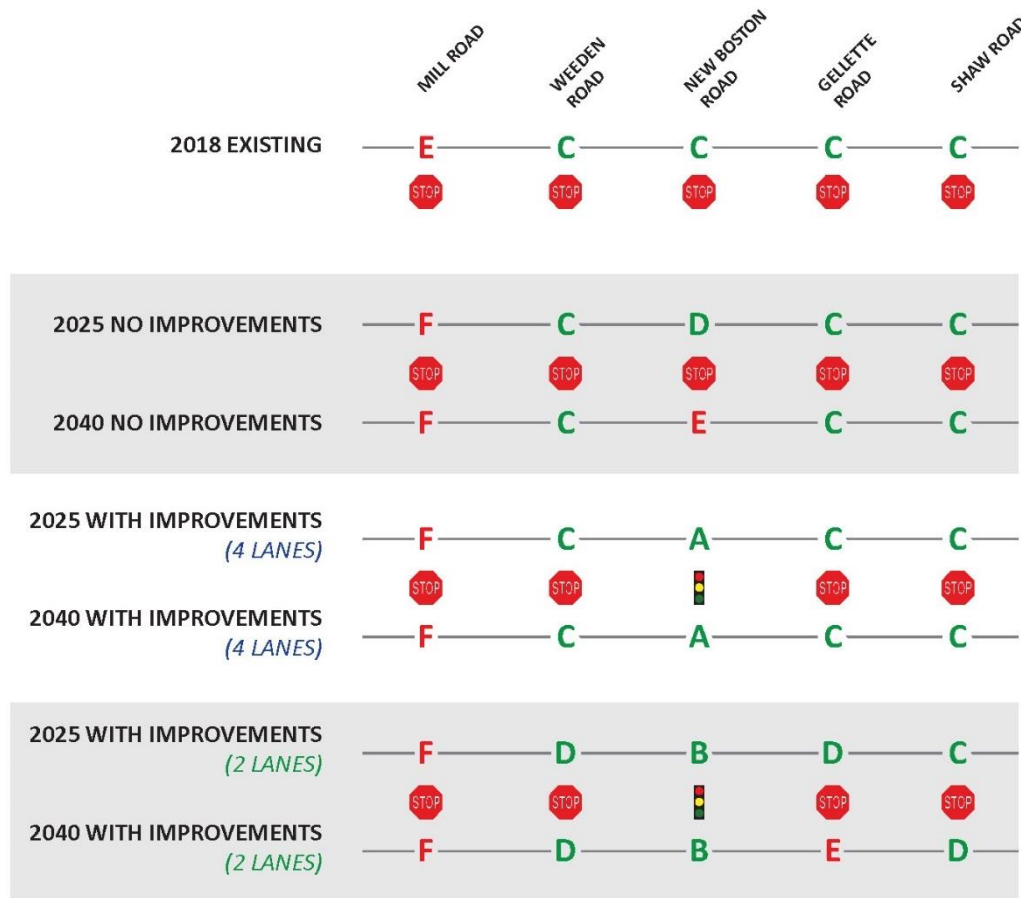 MILL ROAD
WEEDEN
ROAD
NEW BOSTON
ROAD
GELLETTE
ROAD
SHAW ROAD
2018 EXISTING E C C C C
STOP STOP STOP STOP STOP
2025 NO IMPROVEMENTS F C D C C
STOP STOP STOP STOP STOP
2040 NO IMPROVEMENTS F C E C C
2025 WITH IMPROVEMENTS
(4 LANES) F C A C C
STOP STOP STOP STOP
2040 WITH IMPROVEMENTS
(4 LANES) F C A C C
2025 WITH IMPROVEMENTS
(2 LANES) F D B D C
STOP STOP STOP STOP
2040 WITH IMPROVEMENTS
(2 LANES) F D B E D